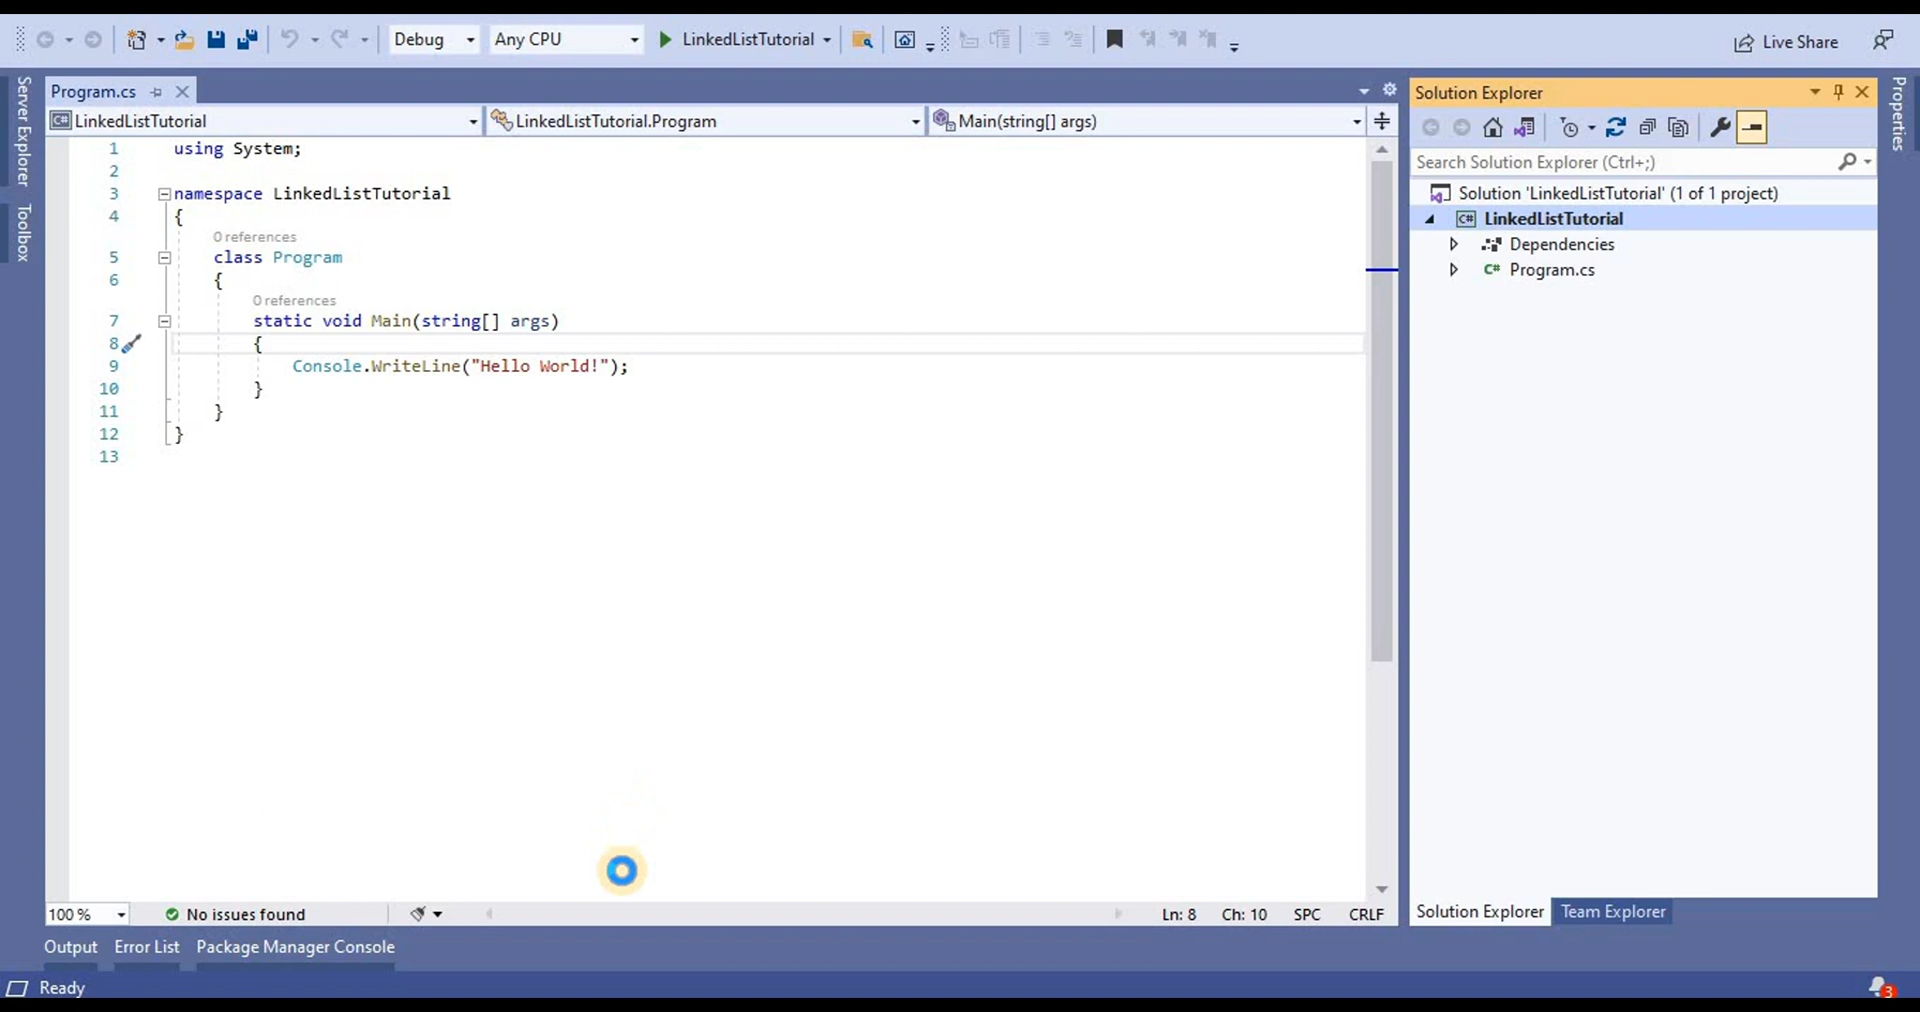 Debug Any CPU LinkedListTutorial Live Share
Server Explorer
Toolbox
Program.cs
LinkedListTutorial LinkedListTutorial.Program Main(string[] args)
1 using System;
2
3 namespace LinkedListTutorial
4 {
0 references
5 class Program
6 {
0 references
7 static void Main(string[] args)
8 {
9 Console.WriteLine("Hello World!");
10 }
11 }
12 }
13
100 % No issues found Ln: 8 Ch: 10 SPC CRLF
Solution Explorer
Search Solution Explorer (Ctrl+;)
Solution 'LinkedListTutorial' (1 of 1 project)
C# LinkedListTutorial
Dependencies
C# Program.cs
Solution Explorer Team Explorer
Properties
Output Error List Package Manager Console
Ready 3